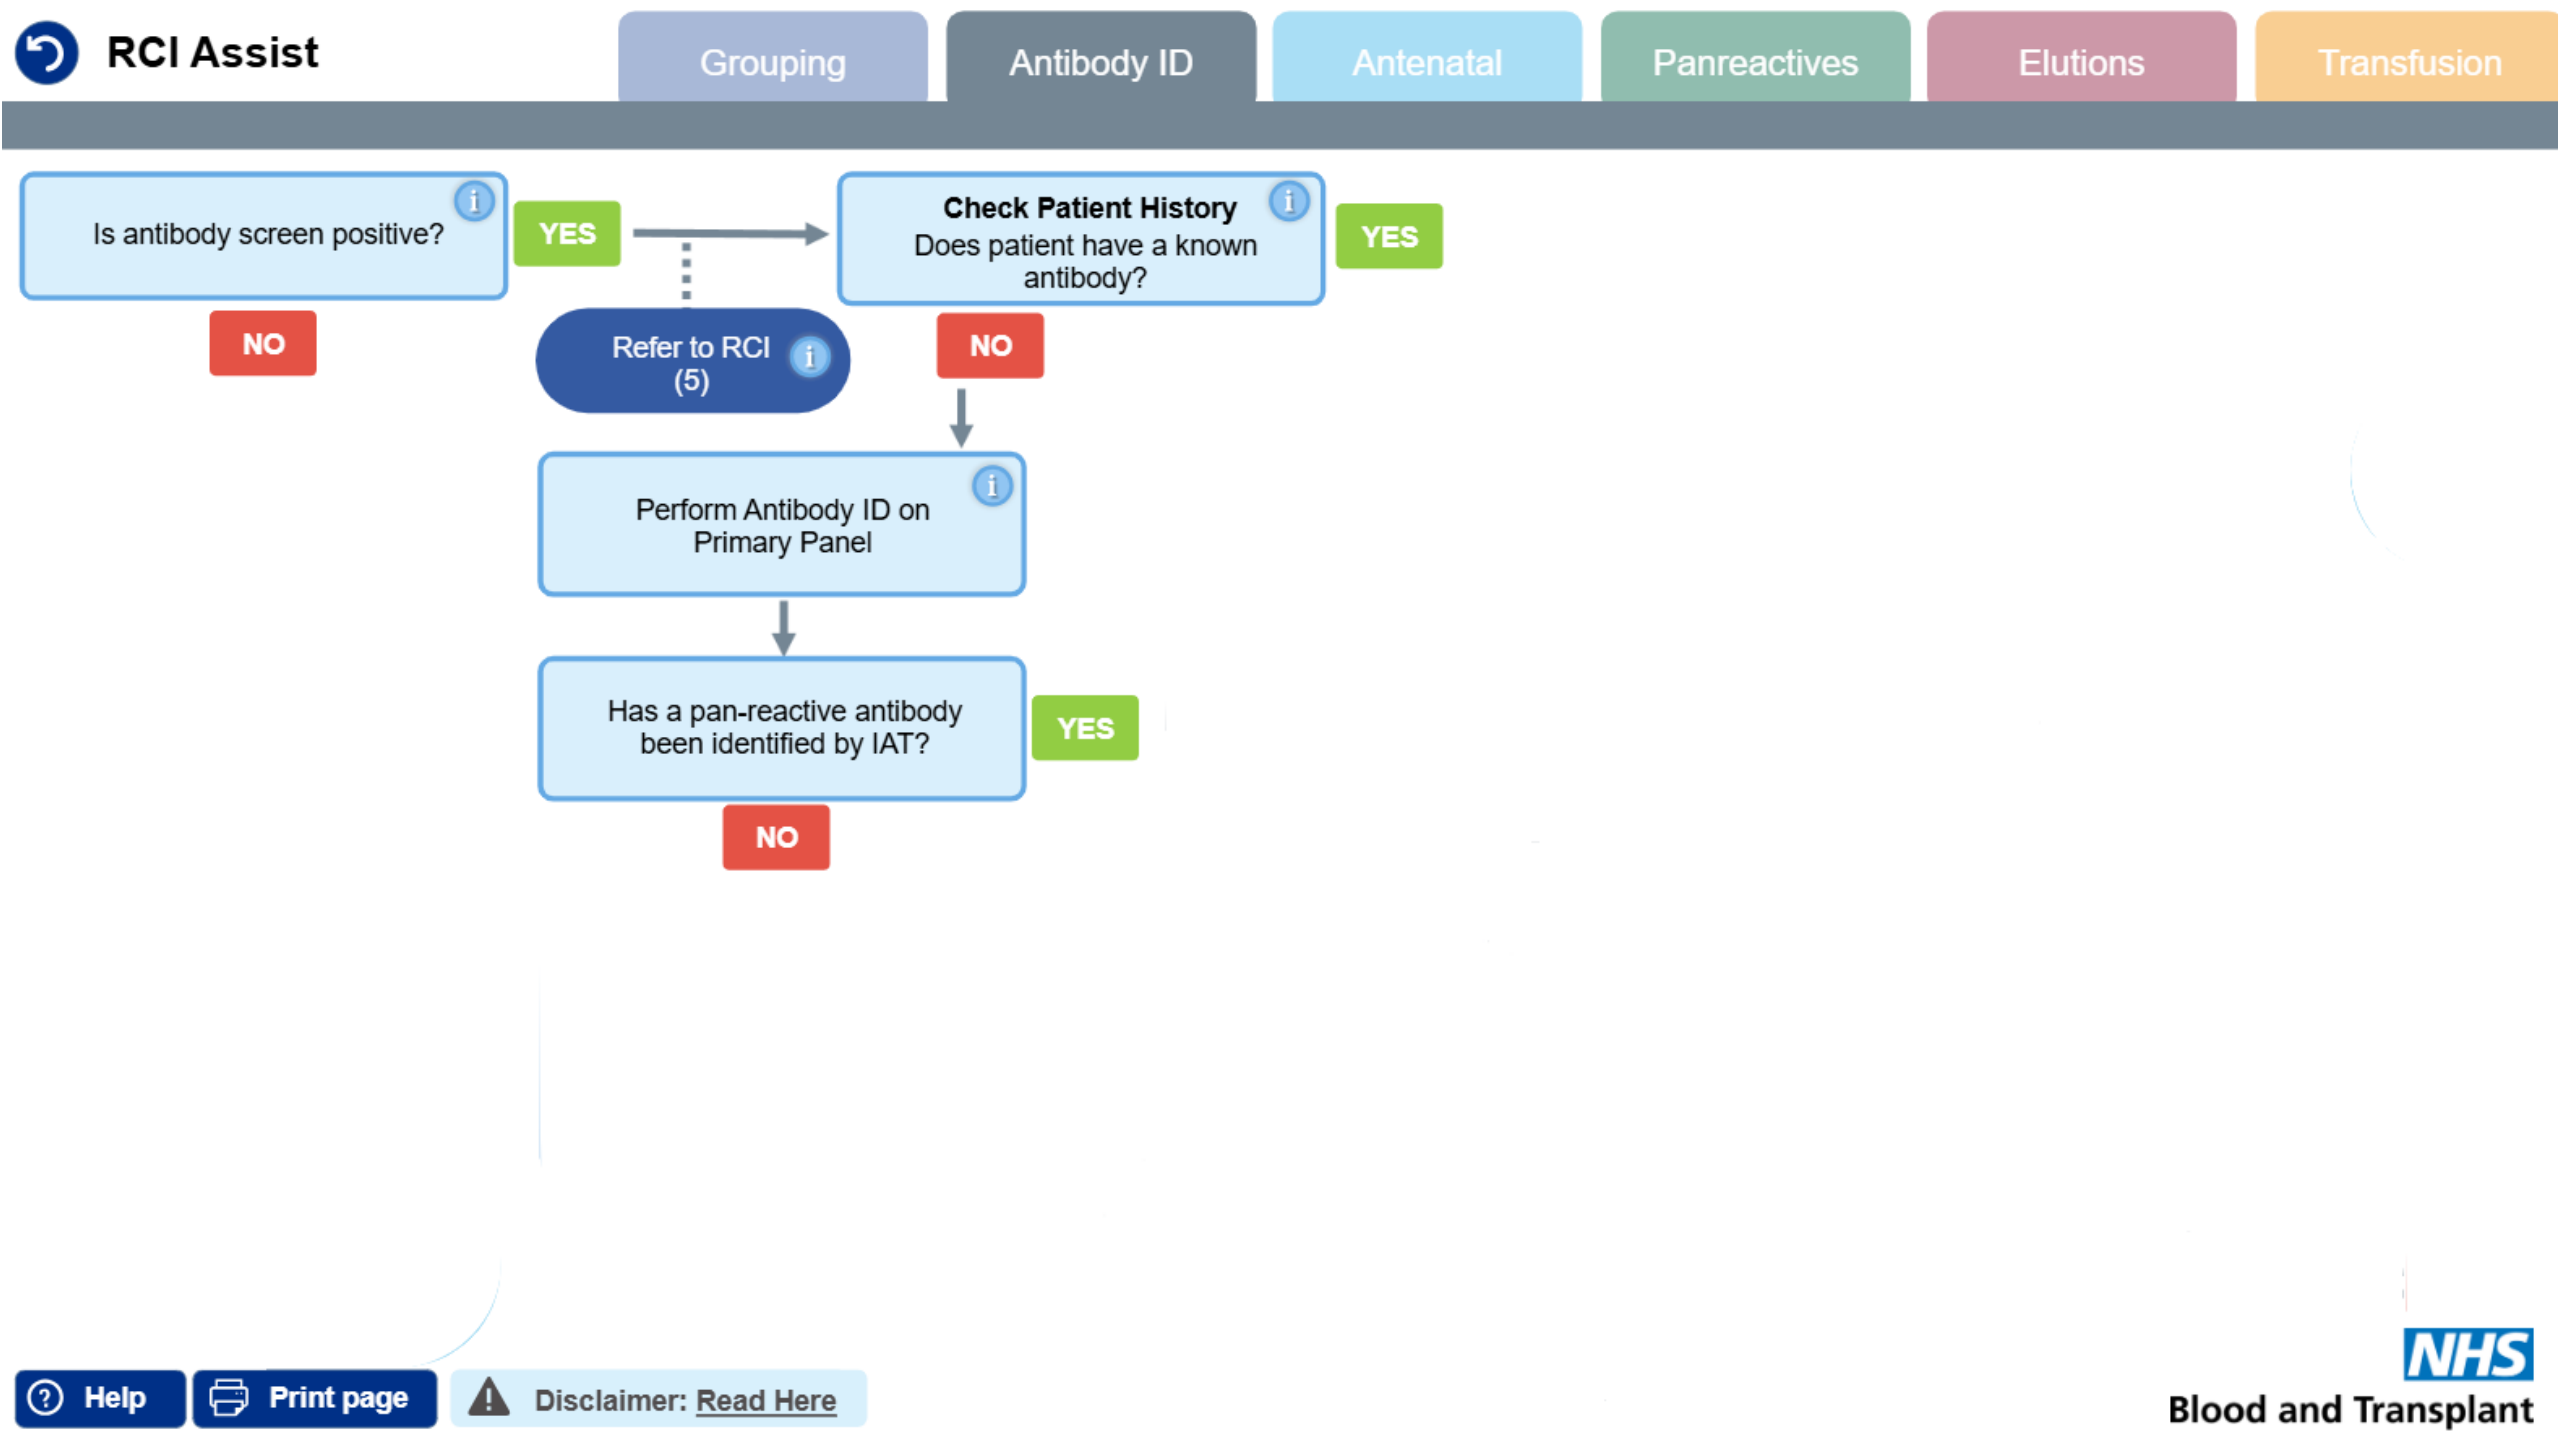 RCI Assist
Grouping
Antibody ID
Antenatal
Panreactives
Elutions
Transfusion
Is antibody screen positive?
i
YES
NO
Refer to RCI
(5)
i
Check Patient History
Does patient have a known
antibody?
i
YES
NO
Perform Antibody ID on
Primary Panel
i
Has a pan-reactive antibody
been identified by IAT?
YES
NO
? Help
Print page
! Disclaimer: Read Here
NHS
Blood and Transplant